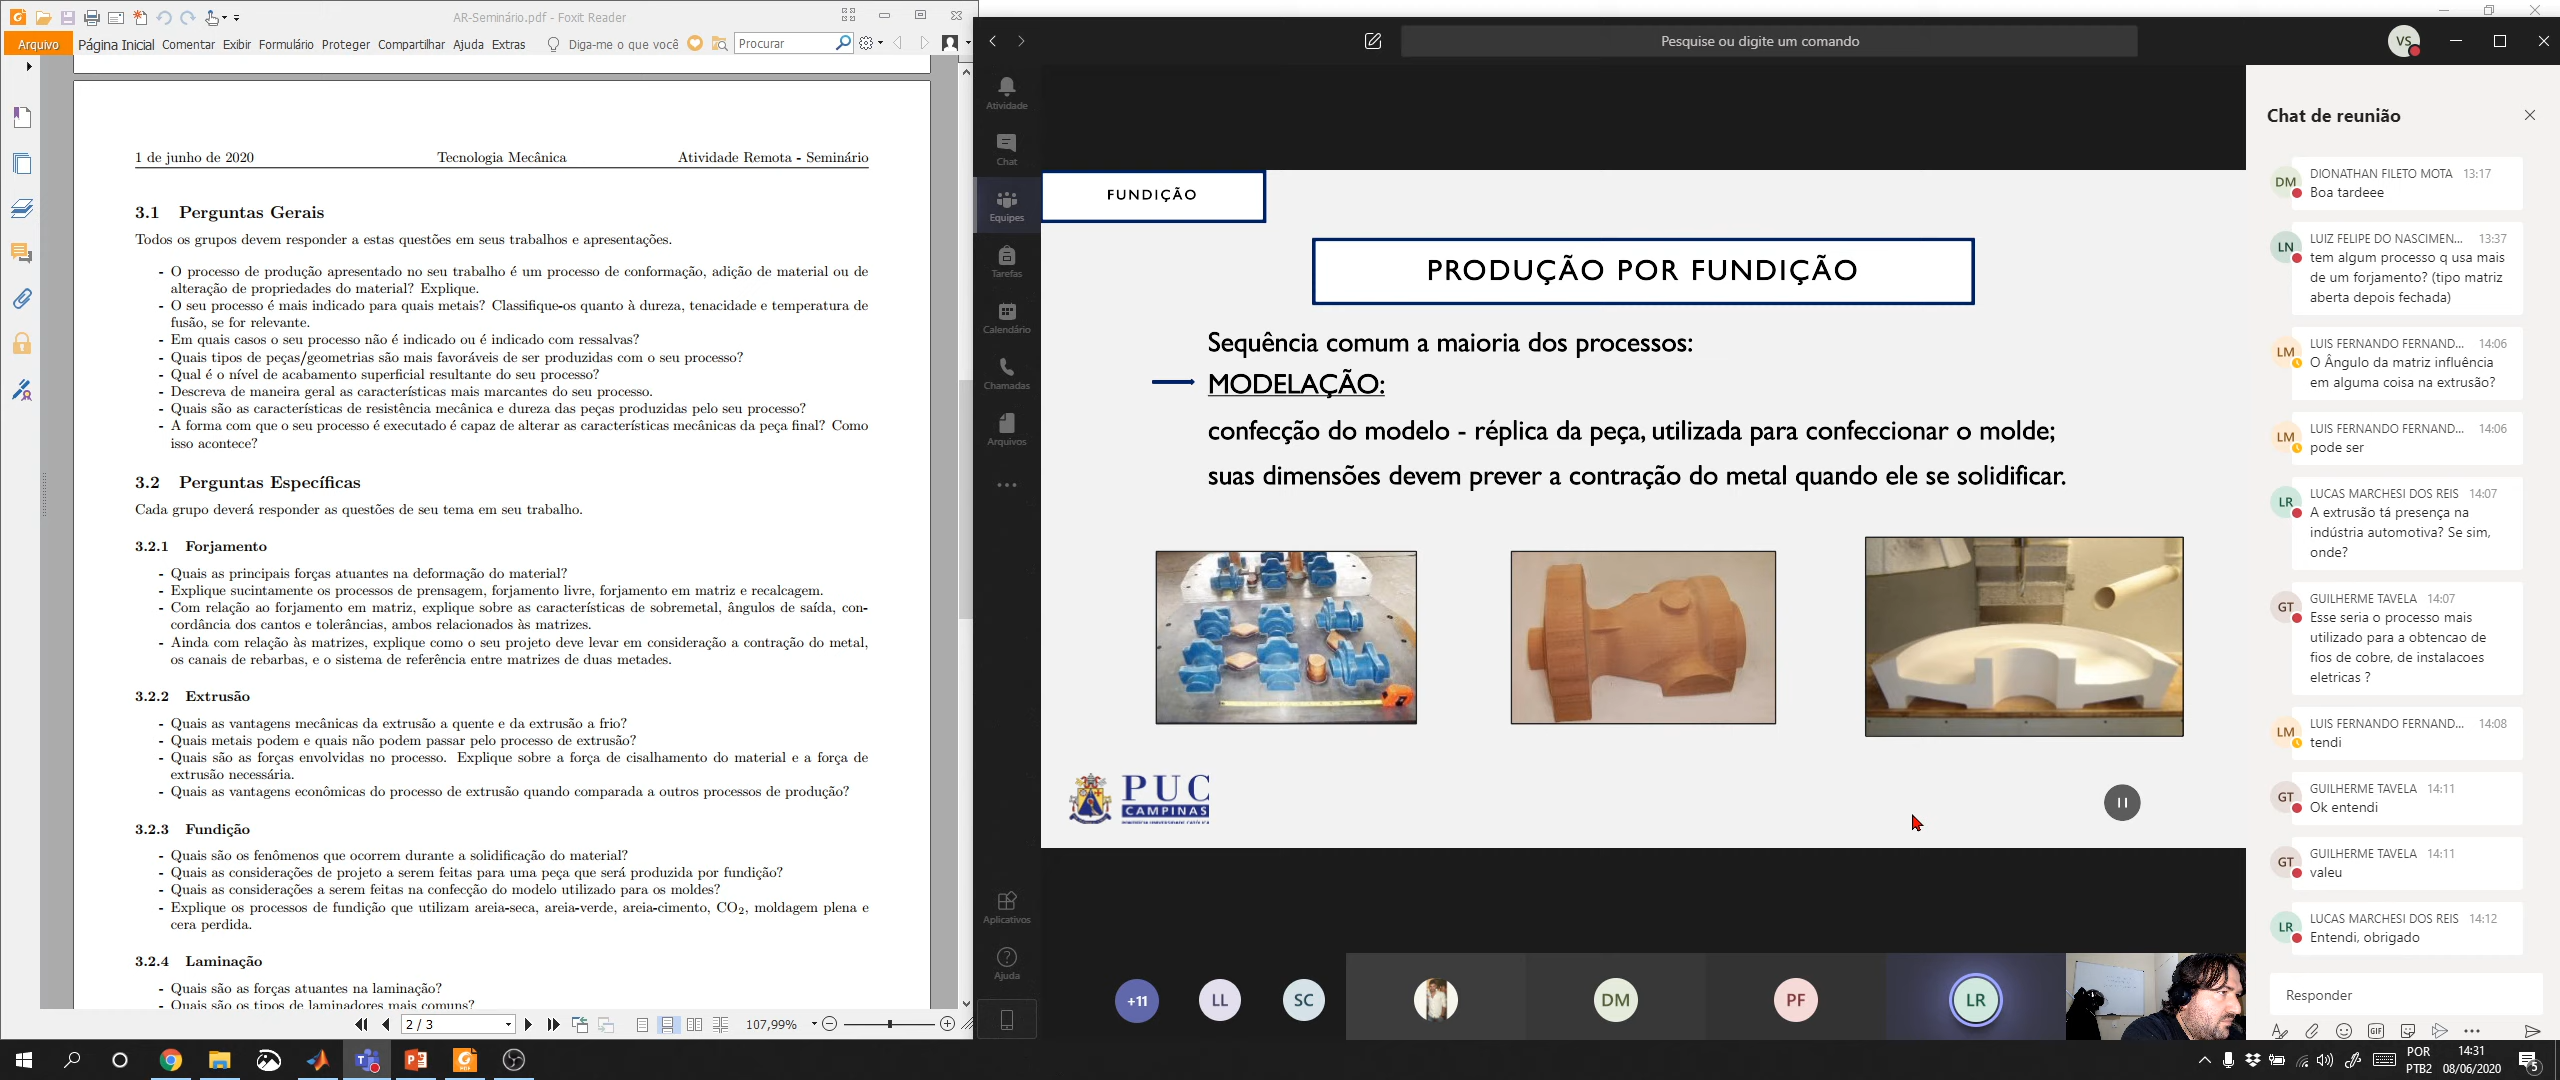 AR-Seminário.pdf - Foxit Reader
Arquivo
Página Inicial
Comentar
Exibir
Formulário
Proteger
Compartilhar
Ajuda
Extras
Diga-me o que você
Procurar
1 de junho de 2020
Tecnologia Mecânica
Atividade Remota - Seminário
3.1 Perguntas Gerais
Todos os grupos devem responder a estas questões em seus trabalhos e apresentações.
- O processo de produção apresentado no seu trabalho é um processo de conformação, adição de material ou de
alteração de propriedades do material? Explique.
- O seu processo é mais indicado para quais metais? Classifique-os quanto à dureza, tenacidade e temperatura de
fusão, se for relevante.
- Em quais casos o seu processo não é indicado ou é indicado com ressalvas?
- Quais tipos de peças/geometrias são mais favoráveis de ser produzidas com o seu processo?
- Qual é o nível de acabamento superficial resultante do seu processo?
- Descreva de maneira geral as características mais marcantes do seu processo.
- Quais são as características de resistência mecânica e dureza das peças produzidas pelo seu processo?
- A forma com que o seu processo é executado é capaz de alterar as características mecânicas da peça final? Como
isso acontece?
3.2 Perguntas Específicas
Cada grupo deverá responder as questões de seu tema em seu trabalho.
3.2.1 Forjamento
- Quais as principais forças atuantes na deformação do material?
- Explique sucintamente os processos de prensagem, forjamento livre, forjamento em matriz e recalcagem.
- Com relação ao forjamento em matriz, explique sobre as características de sobremetal, ângulos de saída, con-
cordância dos cantos e tolerâncias, ambos relacionados às matrizes.
- Ainda com relação às matrizes, explique como o seu projeto deve levar em consideração a contração do metal,
os canais de rebarbas, e o sistema de referência entre matrizes de duas metades.
3.2.2 Extrusão
- Quais as vantagens mecânicas da extrusão a quente e da extrusão a frio?
- Quais metais podem e quais não podem passar pelo processo de extrusão?
- Quais são as forças envolvidas no processo. Explique sobre a força de cisalhamento do material e a força de
extrusão necessária.
- Quais as vantagens econômicas do processo de extrusão quando comparada a outros processos de produção?
3.2.3 Fundição
- Quais são os fenômenos que ocorrem durante a solidificação do material?
- Quais as considerações de projeto a serem feitas para uma peça que será produzida por fundição?
- Quais as considerações a serem feitas na confecção do modelo utilizado para os moldes?
- Explique os processos de fundição que utilizam areia-seca, areia-verde, areia-cimento, CO2, moldagem plena e
cera perdida.
3.2.4 Laminação
- Quais são as forças atuantes na laminação?
- Quais são os tipos de laminadores mais comuns?
2 / 3
107,99%
Pesquise ou digite um comando
VS
Atividade
Chat
Equipes
Tarefas
Calendário
Chamadas
Arquivos
Aplicativos
Ajuda
FUNDIÇÃO
PRODUÇÃO POR FUNDIÇÃO
Sequência comum a maioria dos processos:
MODELAÇÃO:
confecção do modelo - réplica da peça, utilizada para confeccionar o molde;
suas dimensões devem prever a contração do metal quando ele se solidificar.
PUC
CAMPINAS
+11
LL
SC
DM
PF
LR
Chat de reunião
DM
DIONATHAN FILETO MOTA 13:17
Boa tardeee
LN
LUIZ FELIPE DO NASCIMEN... 13:37
tem algum processo q usa mais
de um forjamento? (tipo matriz
aberta depois fechada)
LM
LUIS FERNANDO FERNAND... 14:06
O Ângulo da matriz influência
em alguma coisa na extrusão?
LM
LUIS FERNANDO FERNAND... 14:06
pode ser
LR
LUCAS MARCHESI DOS REIS 14:07
A extrusão tá presença na
indústria automotiva? Se sim,
onde?
GT
GUILHERME TAVELA 14:07
Esse seria o processo mais
utilizado para a obtencao de
fios de cobre, de instalacoes
eletricas ?
LM
LUIS FERNANDO FERNAND... 14:08
tendi
GT
GUILHERME TAVELA 14:11
Ok entendi
GT
GUILHERME TAVELA 14:11
valeu
LR
LUCAS MARCHESI DOS REIS 14:12
Entendi, obrigado
Responder
GIF
POR
PTB2
14:31
08/06/2020
5